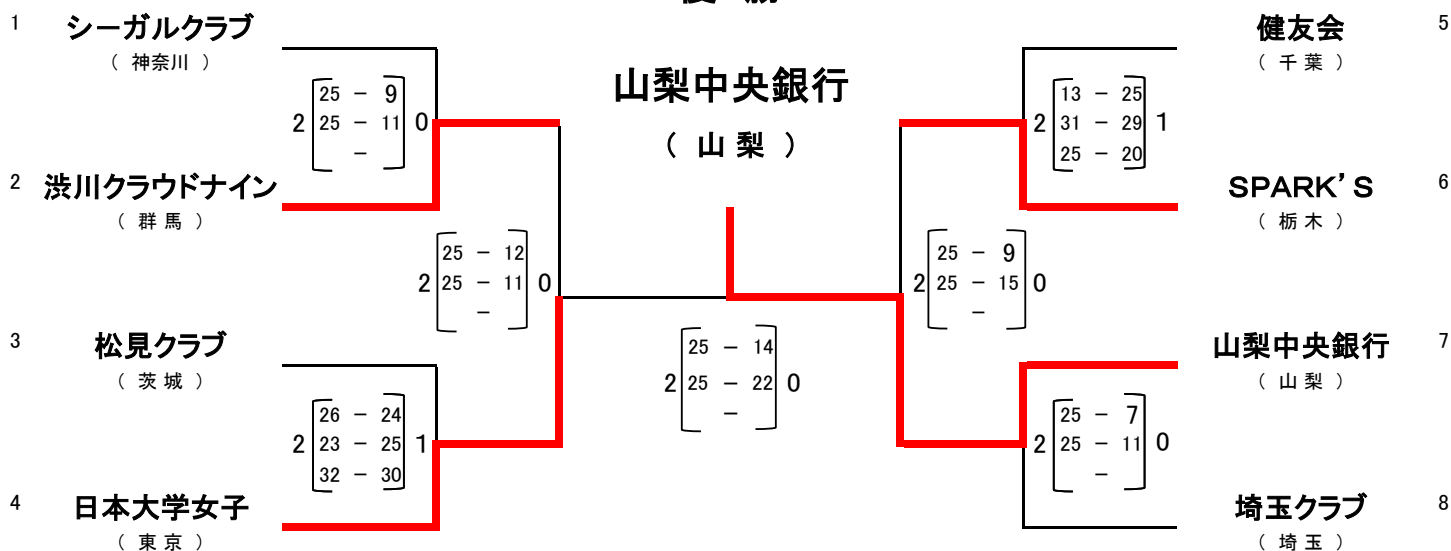 1 シーガルクラブ
（ 神奈川 ）
2 渋川クラウドナイン
（ 群 馬 ）
3 松見クラブ
（ 茨 城 ）
4 日本大学女子
（ 東 京 ）
2 25 － 9 0
25 － 11
－
2 26 － 24 1
23 － 25
32 － 30
2 25 － 12 0
25 － 11
－
山梨中央銀行
（ 山 梨 ）
2 25 － 14 0
25 － 22
－
2 25 － 9 0
25 － 15
－
2 13 － 25 1
31 － 29
25 － 20
2 25 － 7 0
25 － 11
－
健友会 5
（ 千 葉 ）
SPARK’S 6
（ 栃 木 ）
山梨中央銀行 7
（ 山 梨 ）
埼玉クラブ 8
（ 埼 玉 ）